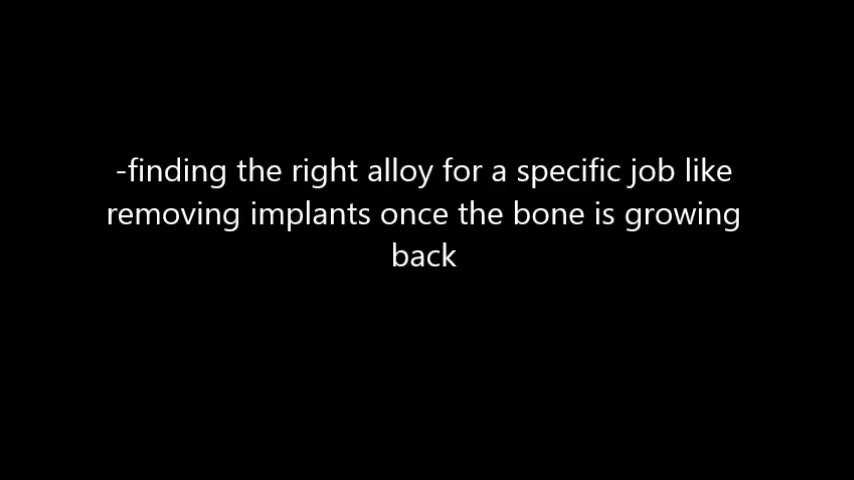 -finding the right alloy for a specific job like
removing implants once the bone is growing
back